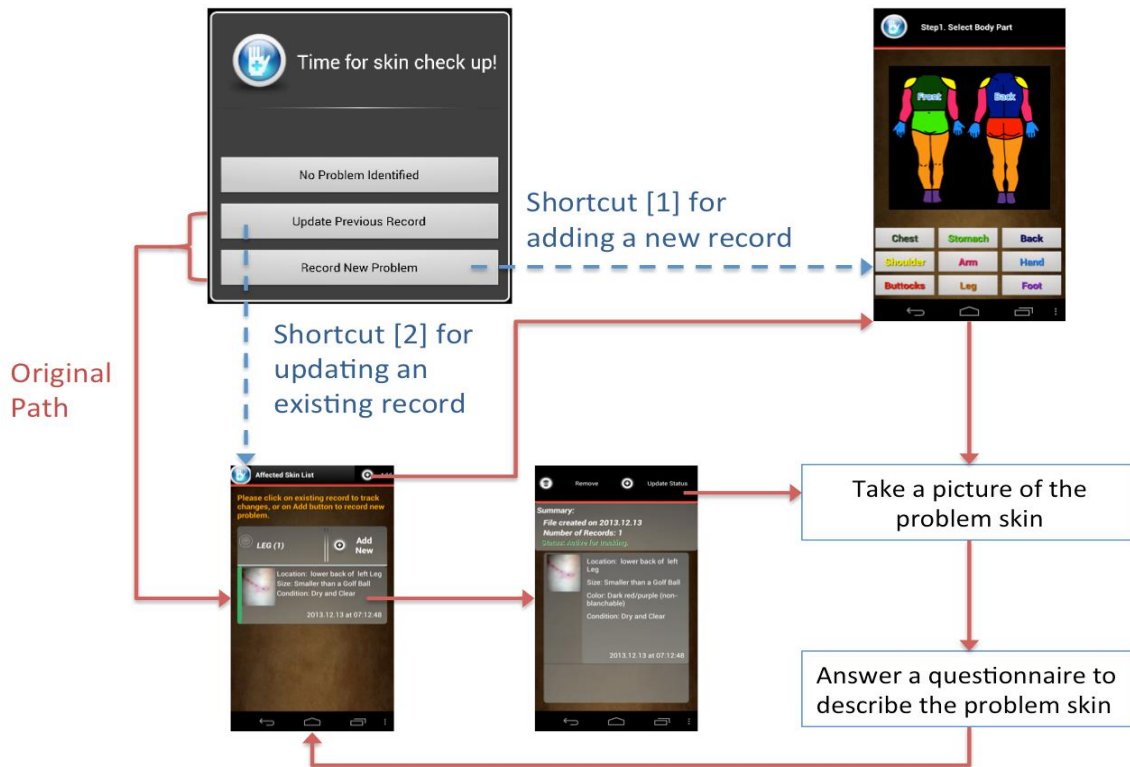 Time for skin check up!
No Problem Identified
Update Previous Record
Record New Problem
Shortcut [1] for
adding a new record
Shortcut [2] for
updating an
existing record
Original
Path
Step1. Select Body Part
Front
Back
Chest
Stomach
Back
Shoulder
Arm
Hand
Buttocks
Leg
Foot
Affected Skin List
Add
Please click on existing record to track
changes, or on Add button to record new
problem.
LEG (1)
Add
New
Location: lower back of left Leg
Size: Smaller than a Golf Ball
Condition: Dry and Clear
2013.12.13 at 07:12:48
Remove
Update Status
Summary:
File created on 2013.12.13
Number of Records: 1
Status: Active for tracking.
Location: lower back of left
Leg
Size: Smaller than a Golf Ball
Color: Dark red/purple (non-
blanchable)
Condition: Dry and Clear
2013.12.13 at 07:12:48
Take a picture of the
problem skin
Answer a questionnaire to
describe the problem skin